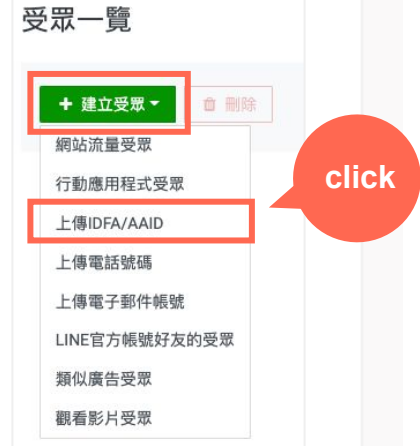 受眾一覽
+ 建立受眾
刪除
網站流量受眾
行動應用程式受眾
click
上傳IDFA/AAID
上傳電話號碼
上傳電子郵件帳號
LINE官方帳號好友的受眾
類似廣告受眾
觀看影片受眾